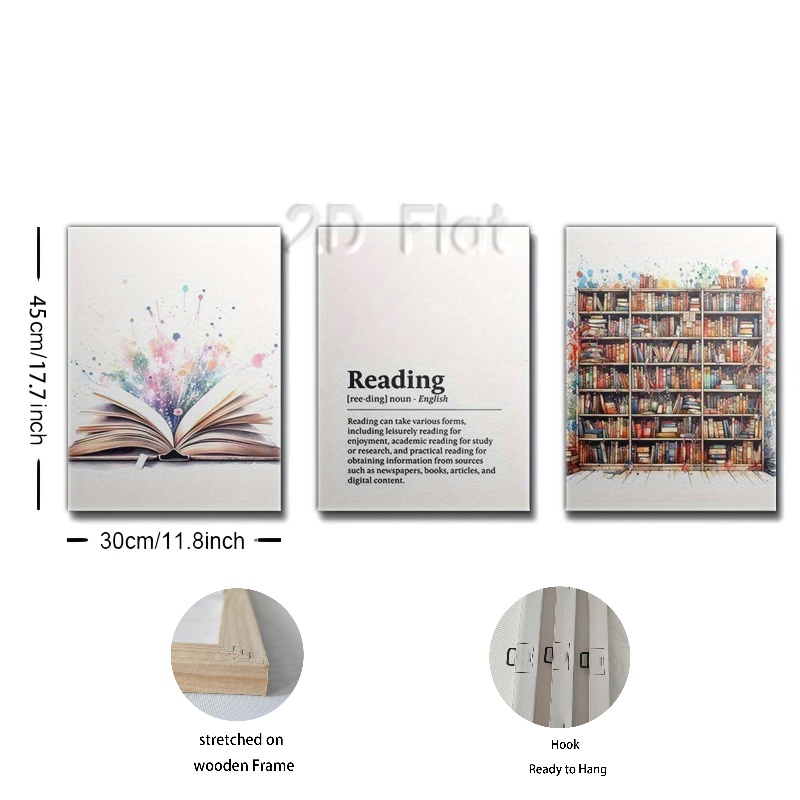 2D Flat
45cm/17.7inch
Reading
[ree·ding] noun - English
Reading can take various forms,
including leisurely reading for
enjoyment, academic reading for study
or research, and practical reading for
obtaining information from sources
such as newspapers, books, articles, and
digital content.
30cm/11.8inch
stretched on
wooden Frame
Hook
Ready to Hang